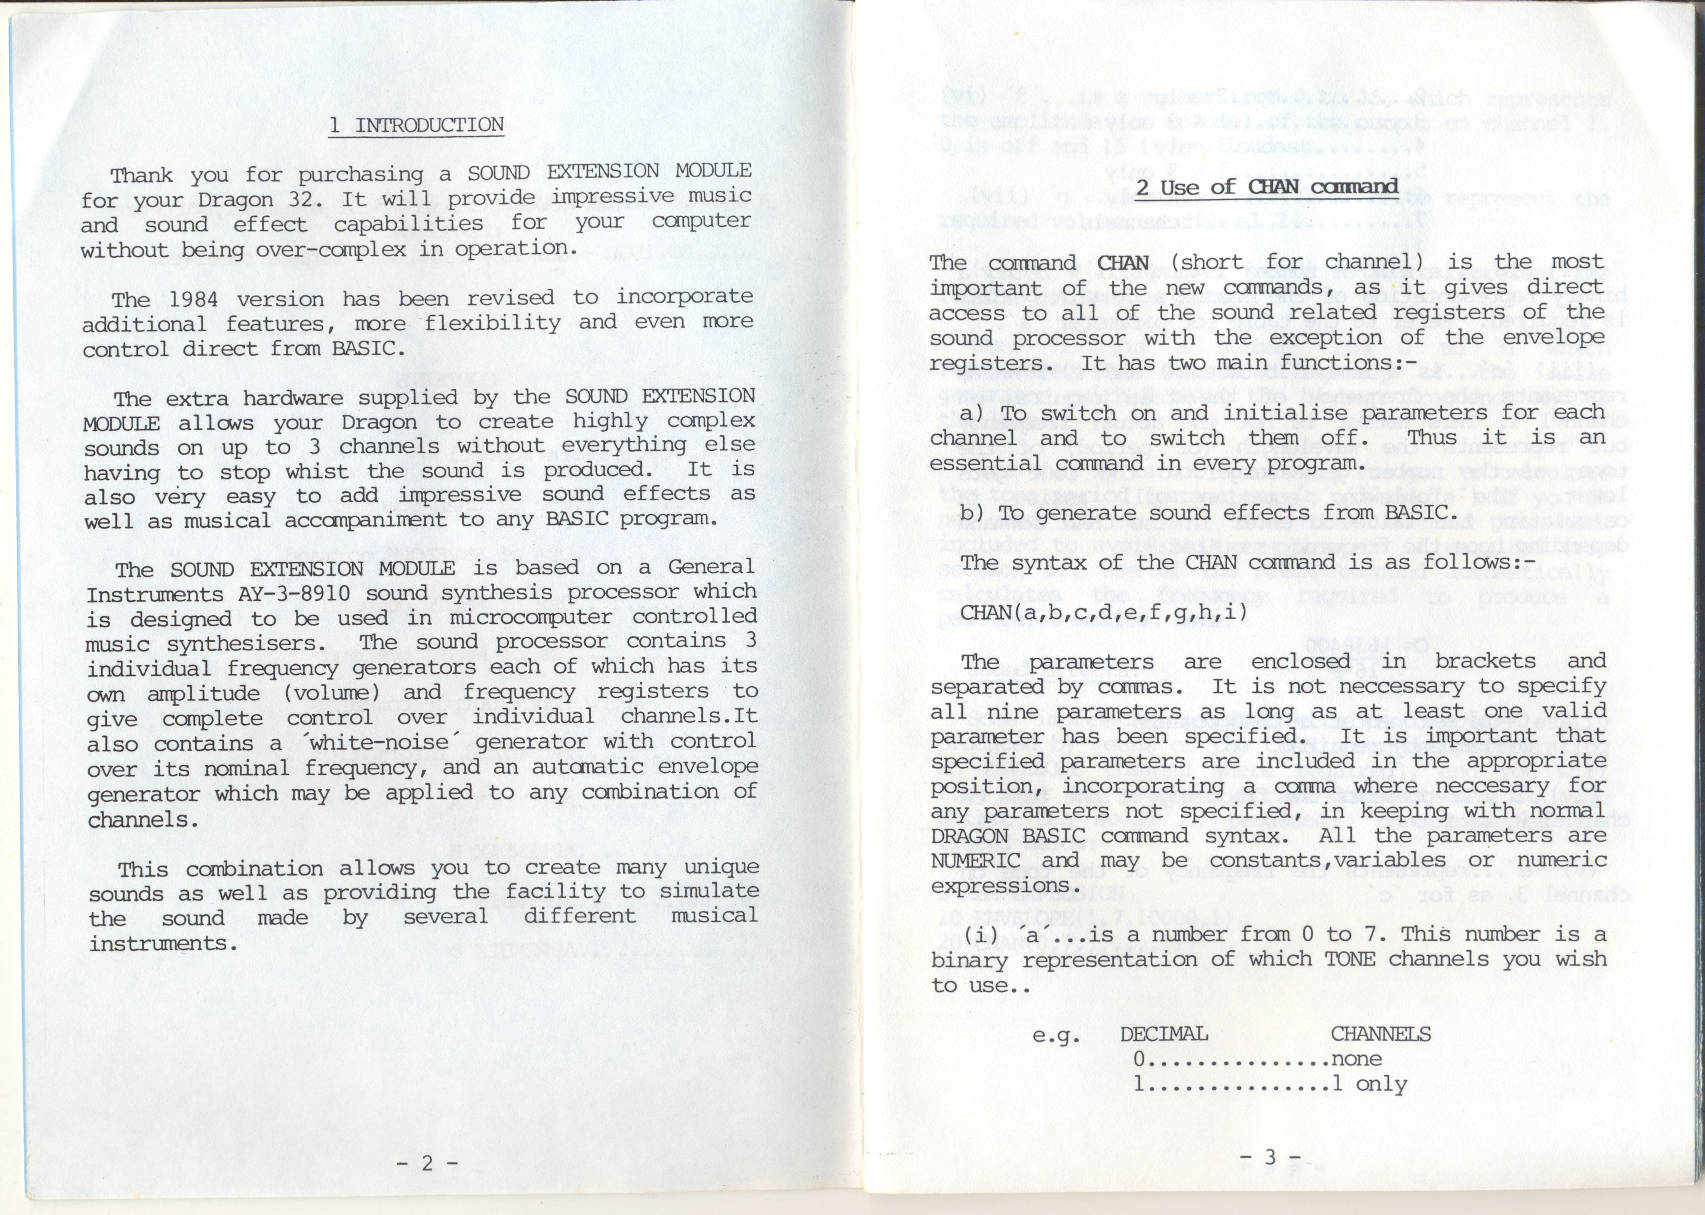 1 INTRODUCTION
Thank you for purchasing a SOUND EXTENSION MODULE
for your Dragon 32. It will provide impressive music
and sound effect capabilities for your computer
without being over-complex in operation.
The 1984 version has been revised to incorporate
additional features, more flexibility and even more
control direct from BASIC.
The extra hardware supplied by the SOUND EXTENSION
MODULE allows your Dragon to create highly complex
sounds on up to 3 channels without everything else
having to stop whist the sound is produced. It is
also very easy to add impressive sound effects as
well as musical accompaniment to any BASIC program.
The SOUND EXTENSION MODULE is based on a General
Instruments AY-3-8910 sound synthesis processor which
is designed to be used in microcomputer controlled
music synthesisers. The sound processor contains 3
individual frequency generators each of which has its
own amplitude (volume) and frequency registers to
give complete control over individual channels.It
also contains a ´white-noise´ generator with control
over its nominal frequency, and an automatic envelope
generator which may be applied to any combination of
channels.
This combination allows you to create many unique
sounds as well as providing the facility to simulate
the sound made by several different musical
instruments.
- 2 -
2 Use of CHAN command
The command CHAN (short for channel) is the most
important of the new commands, as it gives direct
access to all of the sound related registers of the
sound processor with the exception of the envelope
registers. It has two main functions:-
a) To switch on and initialise parameters for each
channel and to switch them off. Thus it is an
essential command in every program.
b) To generate sound effects from BASIC.
The syntax of the CHAN command is as follows:-
CHAN(a,b,c,d,e,f,g,h,i)
The parameters are enclosed in brackets and
separated by commas. It is not neccessary to specify
all nine parameters as long as at least one valid
parameter has been specified. It is important that
specified parameters are included in the appropriate
position, incorporating a comma where neccesary for
any parameters not specified, in keeping with normal
DRAGON BASIC command syntax. All the parameters are
NUMERIC and may be constants,variables or numeric
expressions.
(i) ´a´...is a number from 0 to 7. This number is a
binary representation of which TONE channels you wish
to use..
e.g. DECIMAL CHANNELS
0...............none
1...............1 only
- 3 -